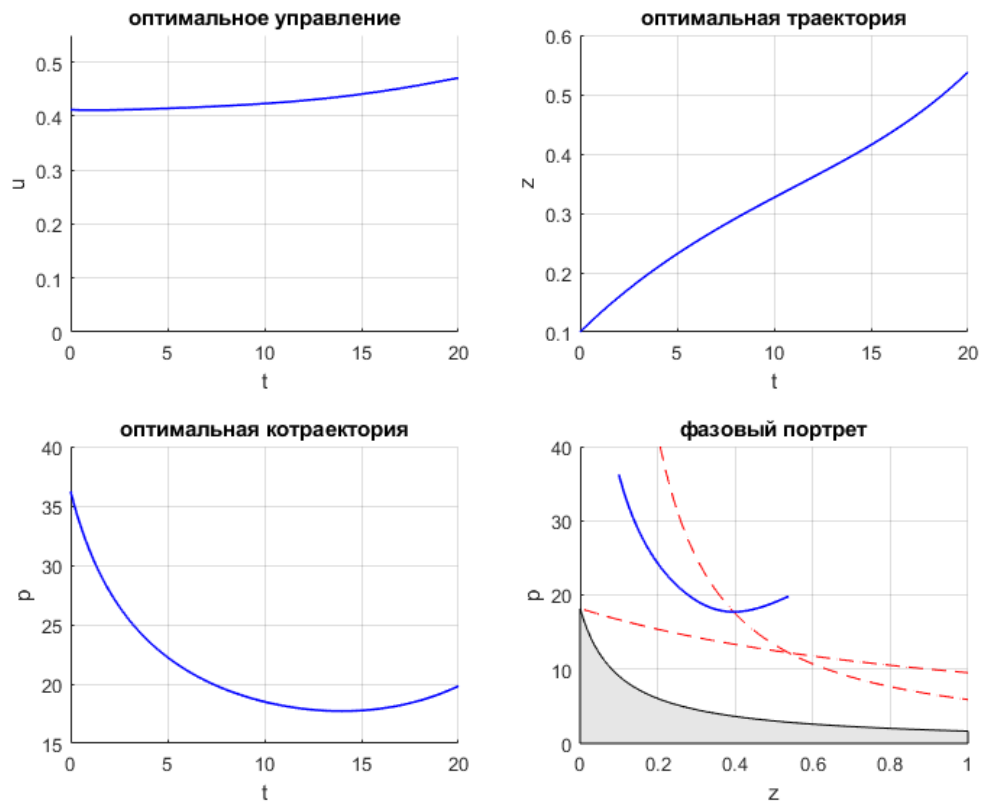 оптимальное управление
0.5
0.4
0.3
0.2
0.1
0
u
0 5 10 15 20
t
оптимальная траектория
0.6
0.5
0.4
0.3
0.2
0.1
z
0 5 10 15 20
t
оптимальная котраектория
40
35
30
25
20
15
p
0 5 10 15 20
t
фазовый портрет
40
30
20
10
0
p
0 0.2 0.4 0.6 0.8 1
z